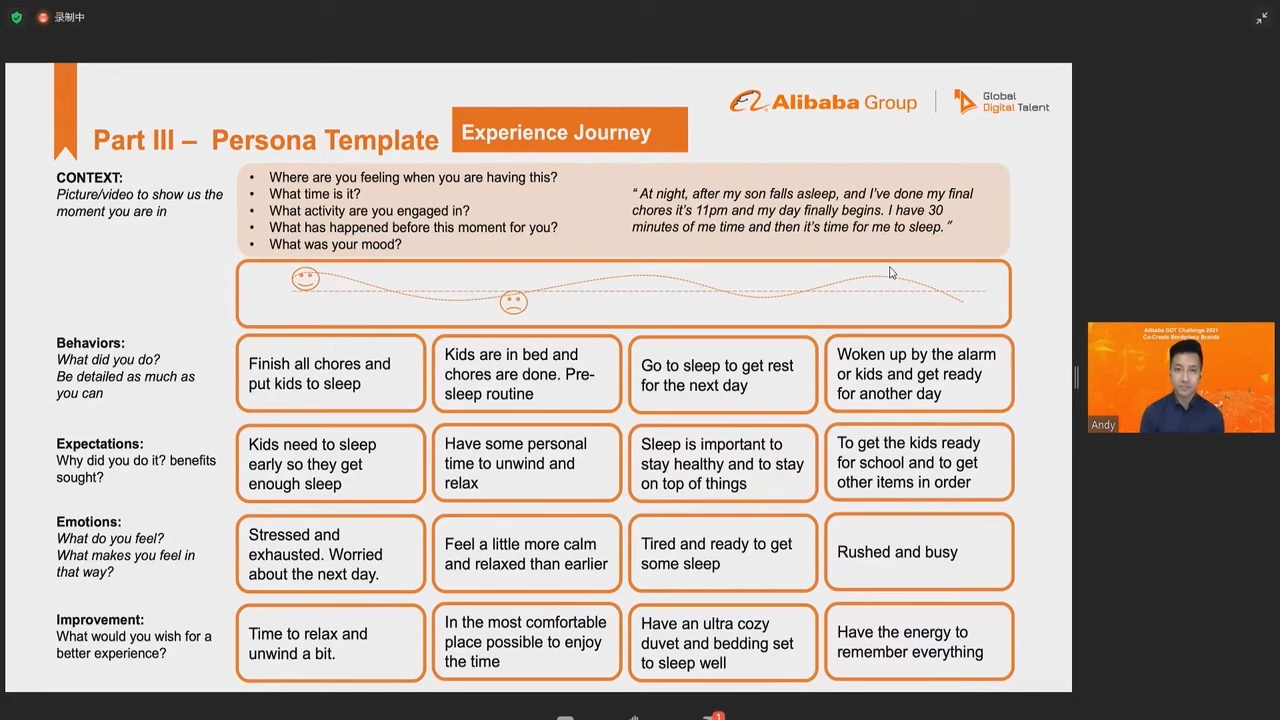 录制中
Alibaba Group
Global
Digital Talent
Part III – Persona Template
Experience Journey
CONTEXT:
Picture/video to show us the
moment you are in
• Where are you feeling when you are having this?
• What time is it?
• What activity are you engaged in?
• What has happened before this moment for you?
• What was your mood?
“ At night, after my son falls asleep, and I’ve done my final
chores it’s 11pm and my day finally begins. I have 30
minutes of me time and then it’s time for me to sleep. ”
Behaviors:
What did you do?
Be detailed as much as
you can
Finish all chores and
put kids to sleep
Kids are in bed and
chores are done. Pre-
sleep routine
Go to sleep to get rest
for the next day
Woken up by the alarm
or kids and get ready
for another day
Expectations:
Why did you do it? benefits
sought?
Kids need to sleep
early so they get
enough sleep
Have some personal
time to unwind and
relax
Sleep is important to
stay healthy and to stay
on top of things
To get the kids ready
for school and to get
other items in order
Emotions:
What do you feel?
What makes you feel in
that way?
Stressed and
exhausted. Worried
about the next day.
Feel a little more calm
and relaxed than earlier
Tired and ready to get
some sleep
Rushed and busy
Improvement:
What would you wish for a
better experience?
Time to relax and
unwind a bit.
In the most comfortable
place possible to enjoy
the time
Have an ultra cozy
duvet and bedding set
to sleep well
Have the energy to
remember everything
Alibaba GDT Challenge 2021
Co-Create Borderless Brands
Andy
1